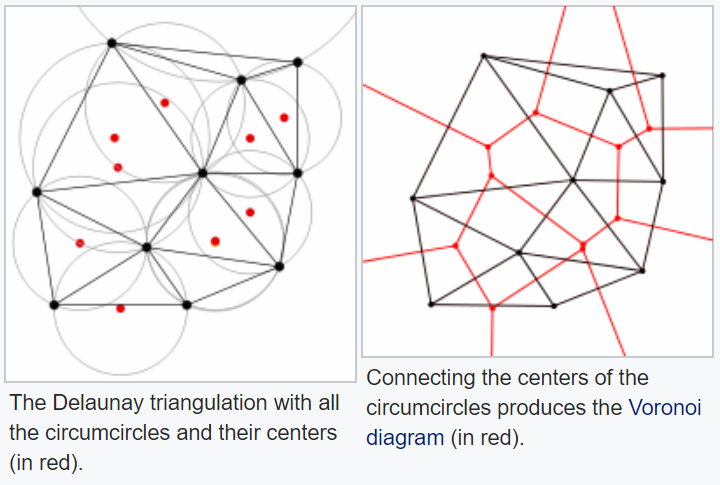 The Delaunay triangulation with all
the circumcircles and their centers
(in red).
Connecting the centers of the
circumcircles produces the Voronoi
diagram (in red).